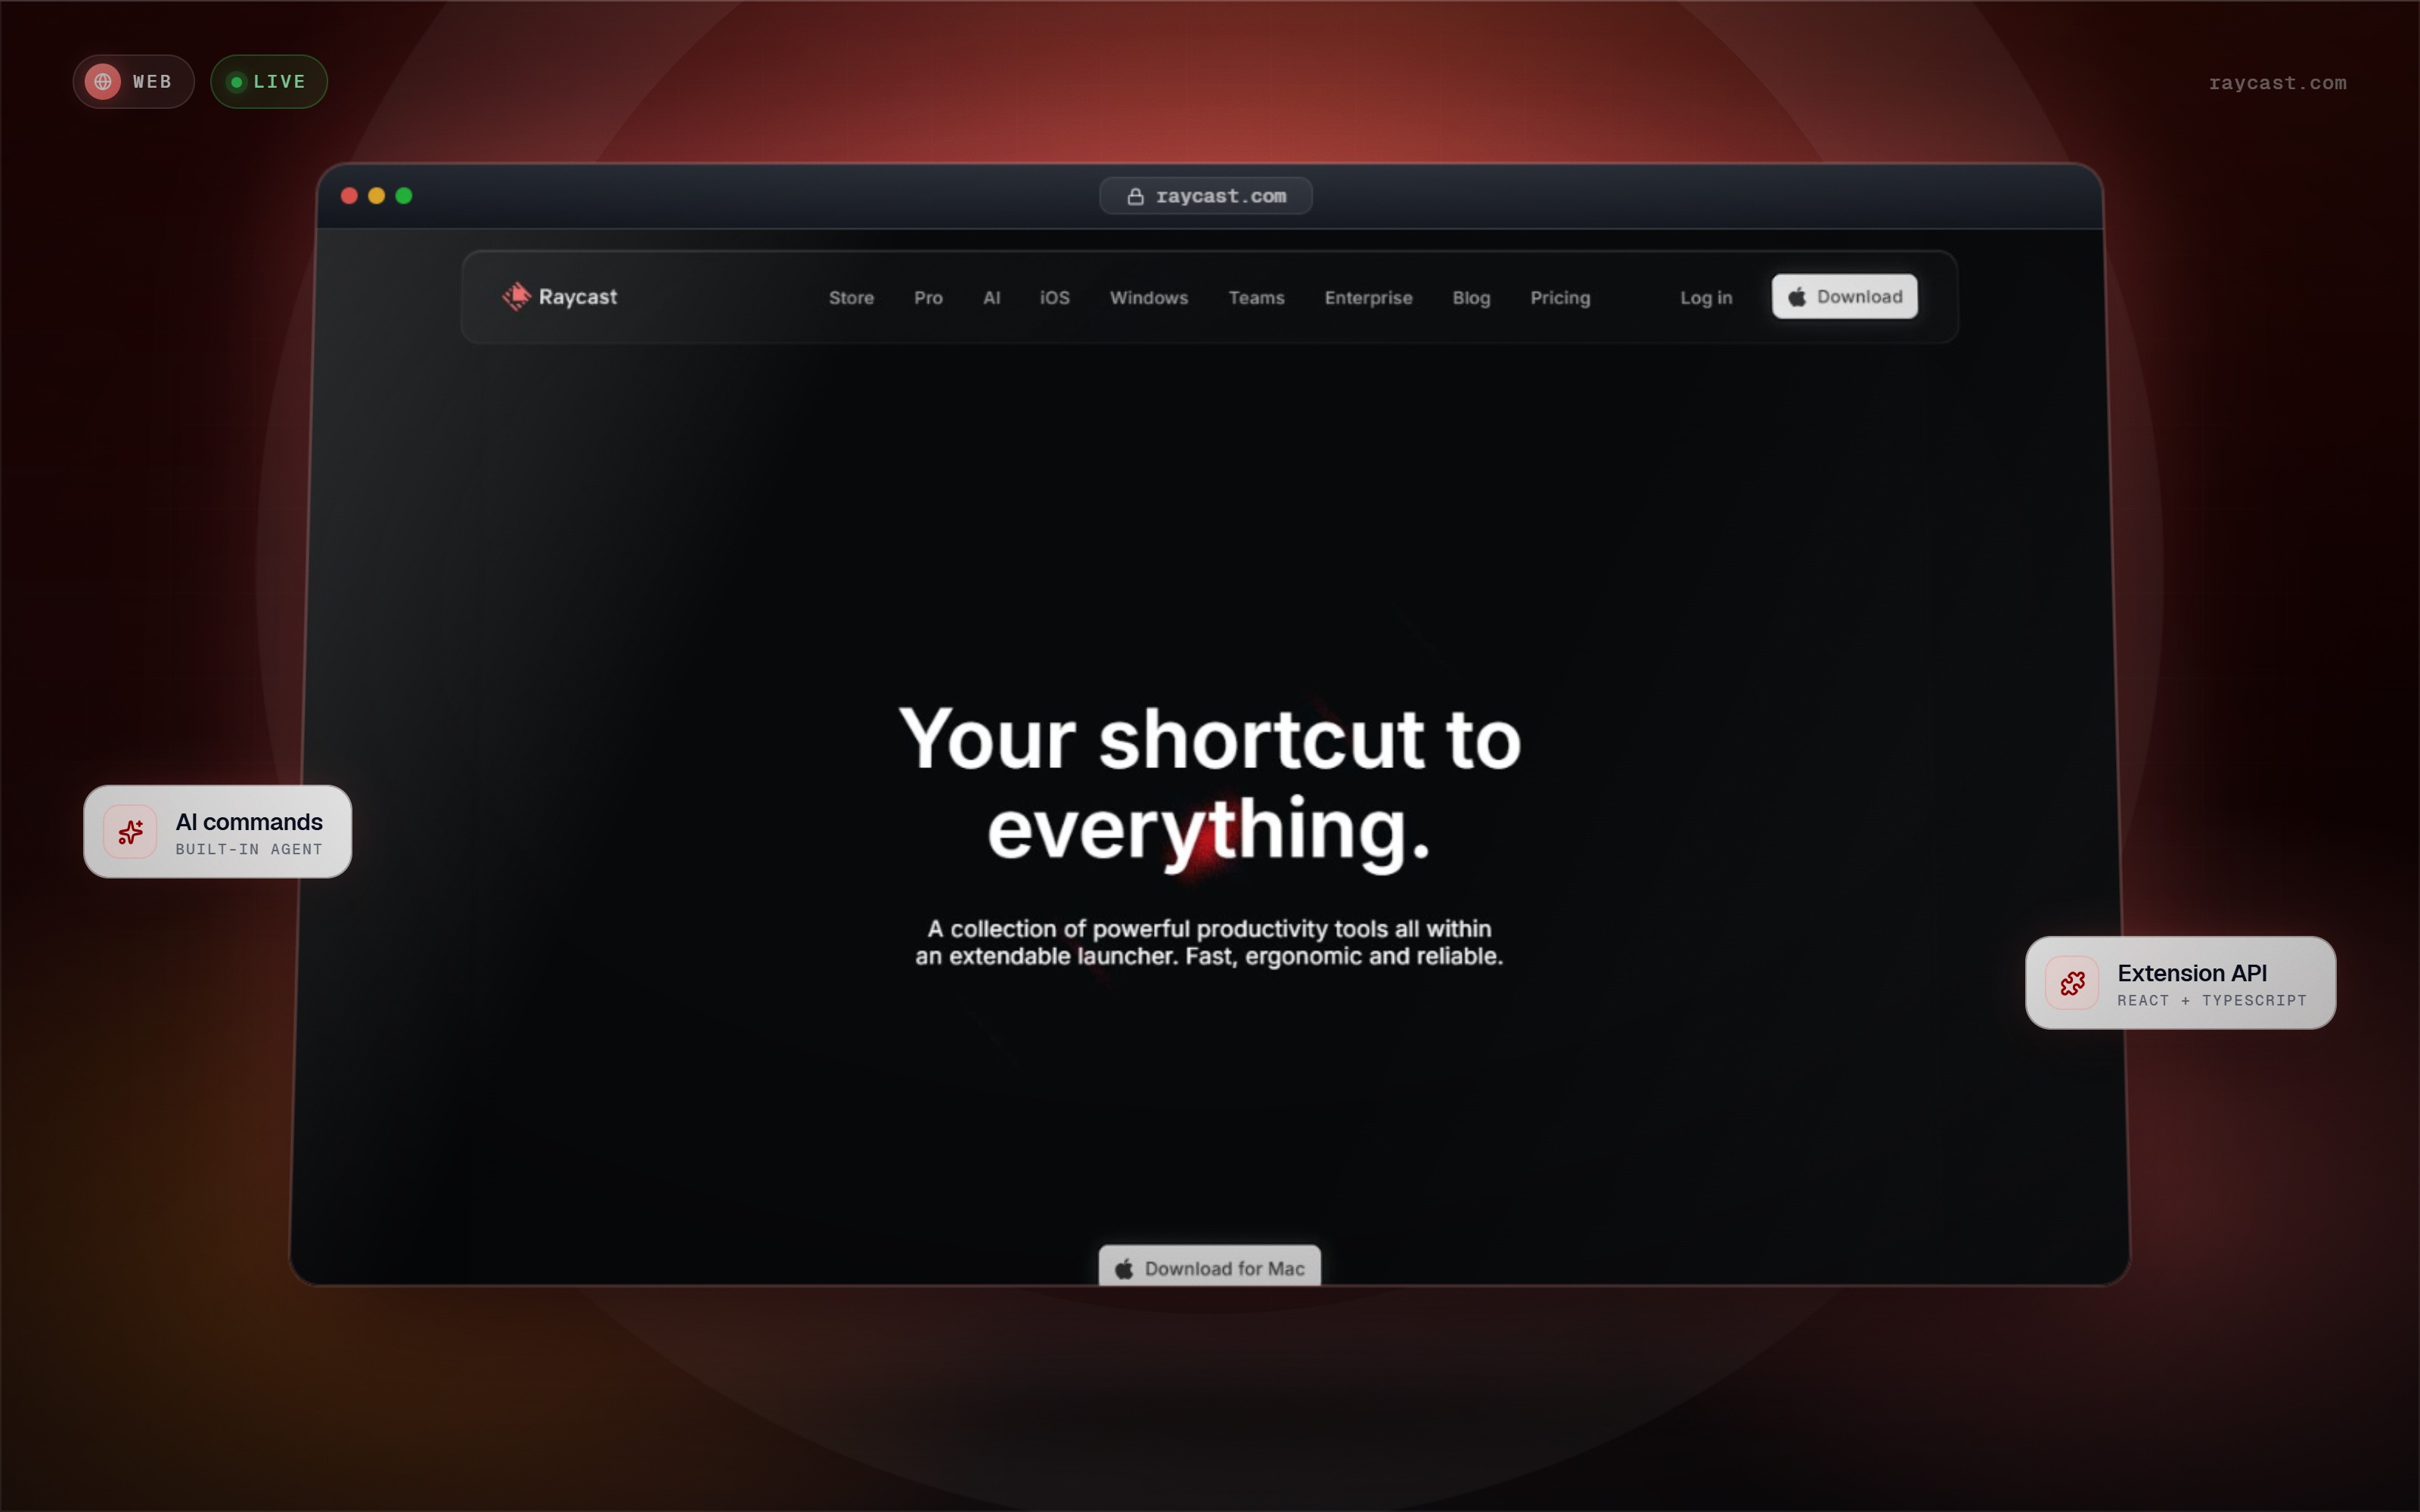 WEB
LIVE
raycast.com
raycast.com
Raycast
Store
Pro
AI
iOS
Windows
Teams
Enterprise
Blog
Pricing
Log in
Download
Your shortcut to
everything.
AI commands
BUILT-IN AGENT
A collection of powerful productivity tools all within
an extendable launcher. Fast, ergonomic and reliable.
Extension API
REACT + TYPESCRIPT
Download for Mac